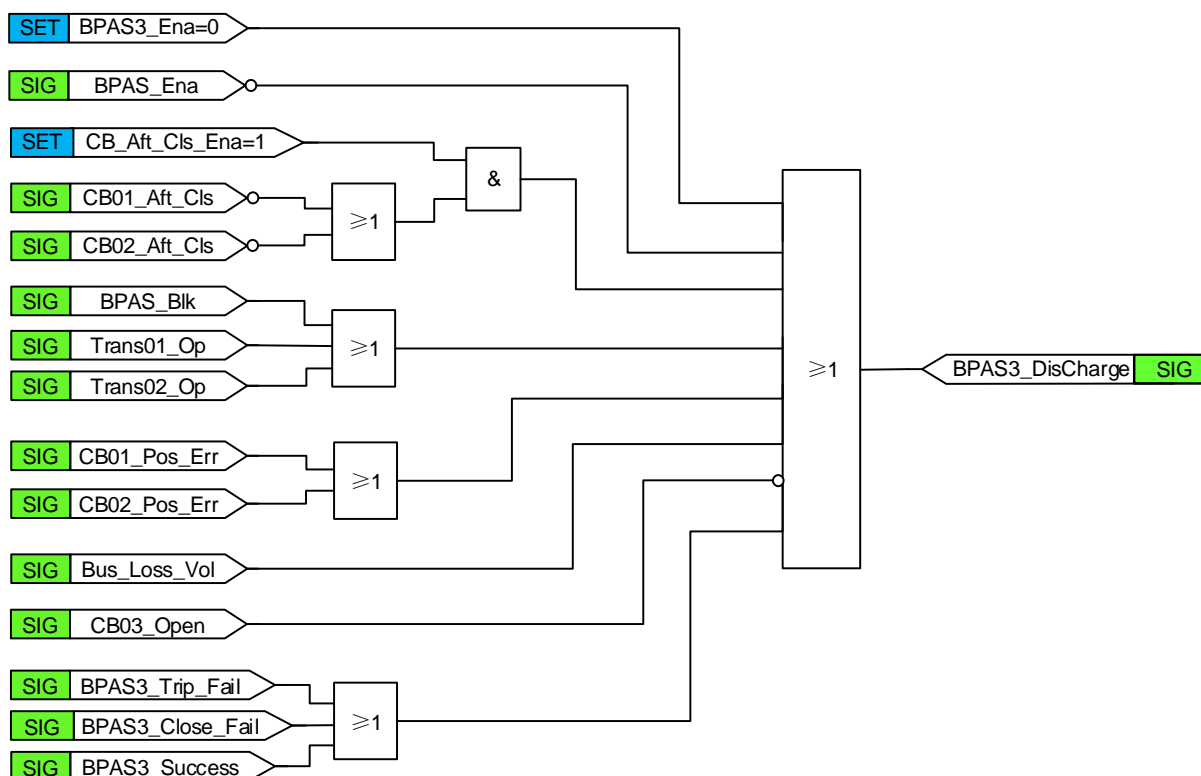 SET BPAS3_Ena=0
SIG BPAS_Ena
SET CB_Aft_Cls_Ena=1
&
SIG CB01_Aft_Cls
≥1
SIG CB02_Aft_Cls
SIG BPAS_Blk
SIG Trans01_Op
≥1
SIG Trans02_Op
≥1
BPAS3_DisCharge SIG
SIG CB01_Pos_Err
≥1
SIG CB02_Pos_Err
SIG Bus_Loss_Vol
SIG CB03_Open
SIG BPAS3_Trip_Fail
SIG BPAS3_Close_Fail
≥1
SIG BPAS3_Success